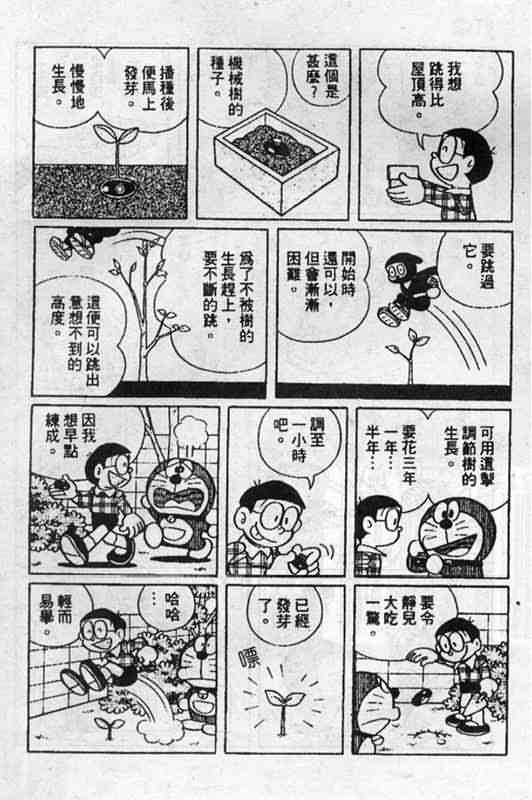 我想
跳得比
屋頂高。
這個是
甚麼?
機械樹的
種子。
播種後
便馬上
發芽。
慢慢地
生長。
要跳過
它。
開始時
還可以,
但會漸漸
困難。
為了不被樹的
生長趕上,
要不斷的跳。
這便可以跳出
意想不到的
高度。
可用這掣
調節樹的
生長。
要花三年
一年…
半年…
調至
一小時
吧。
因我
想早點
練成。
要令
靜兒
大吃
一驚。
已經
發芽
了。
嘌
哈哈
…
輕而
易舉。